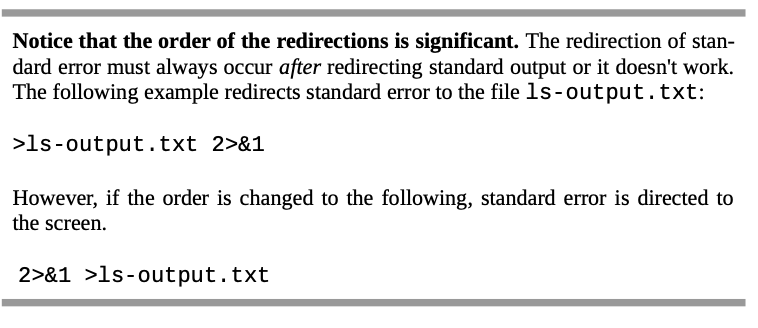 Notice that the order of the redirections is significant. The redirection of stan-
dard error must always occur after redirecting standard output or it doesn't work.
The following example redirects standard error to the file ls-output.txt:
>ls-output.txt 2>&1
However, if the order is changed to the following, standard error is directed to
the screen.
2>&1 >ls-output.txt